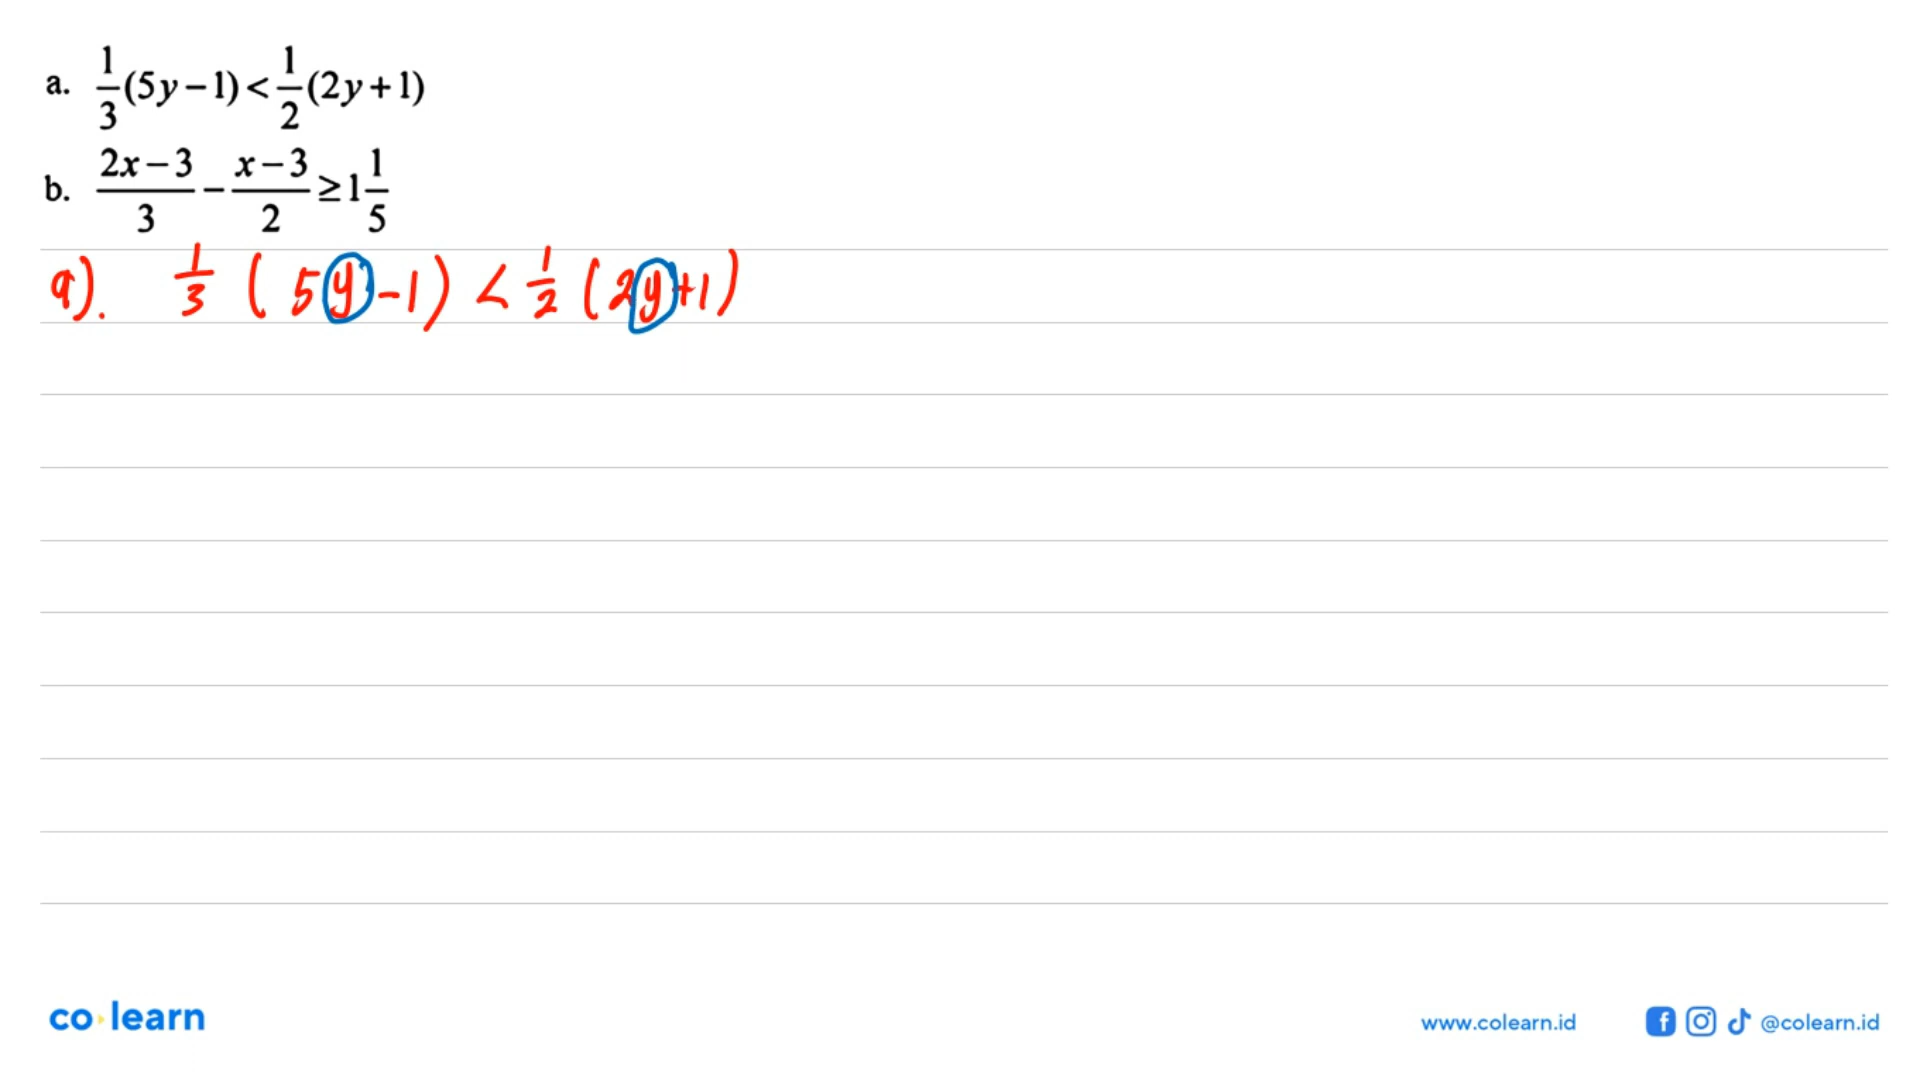 a. 1/3(5y−1)<1/2(2y+1)
b. (2x−3)/3−(x−3)/2≥1 1/5
a). 1/3 (5y-1) < 1/2 (2y+1)
co learn
www.colearn.id @colearn.id